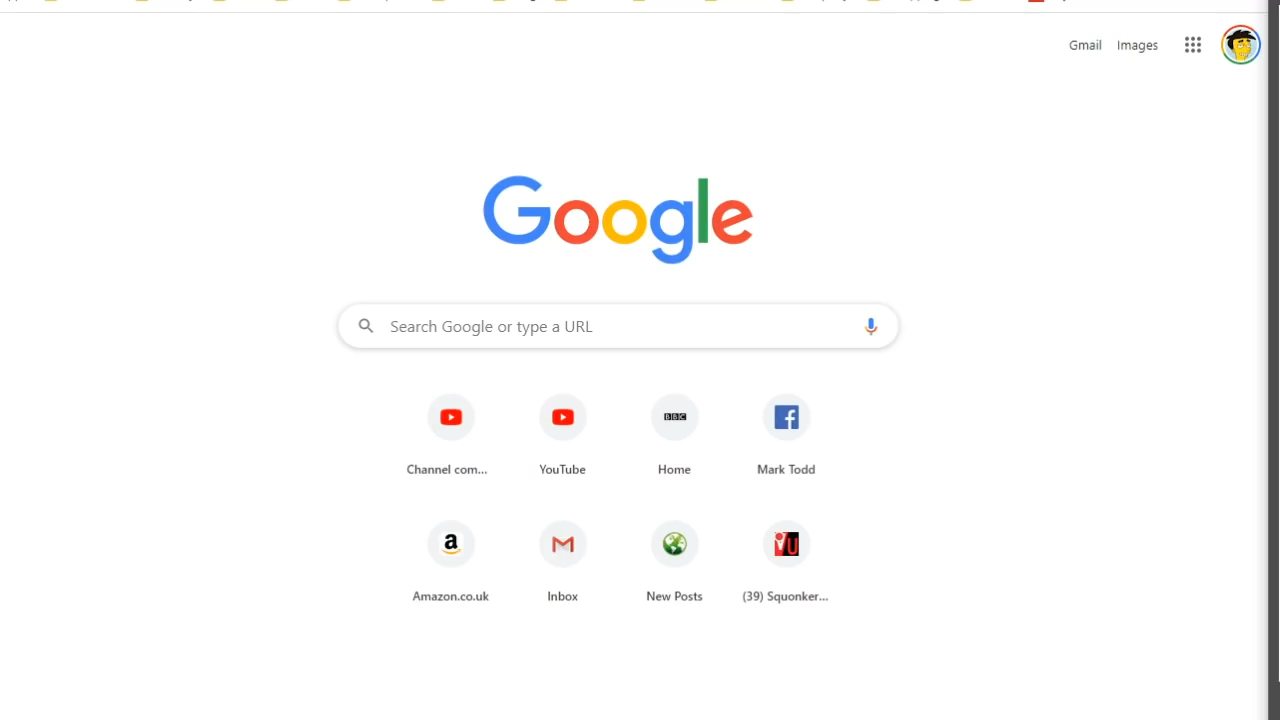 Gmail Images
Google
Search Google or type a URL
Channel com... YouTube Home Mark Todd
BBC
Amazon.co.uk Inbox New Posts (39) Squonker...